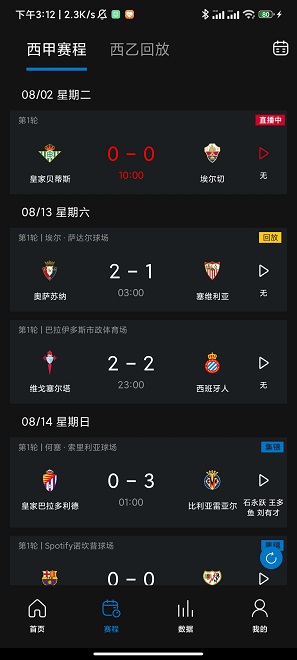 下午3:12 | 2.3K/s
80
西甲赛程 西乙回放
08/02 星期二
第1轮 直播中
0 - 0
10:00
皇家贝蒂斯 埃尔切 无
08/13 星期六
第1轮 | 埃尔·萨达尔球场 回放
2 - 1
03:00
奥萨苏纳 塞维利亚 无
第1轮 | 巴拉伊多斯市政体育场
2 - 2
23:00
维戈塞尔塔 西班牙人 无
08/14 星期日
第1轮 | 何塞·索里利亚球场 集锦
0 - 3
01:00
皇家巴拉多利德 比利亚雷亚尔 石永跃 王多
鱼 刘有才
第1轮 | Spotify诺坎普球场 集锦
0 - 0
首页 赛程 数据 我的